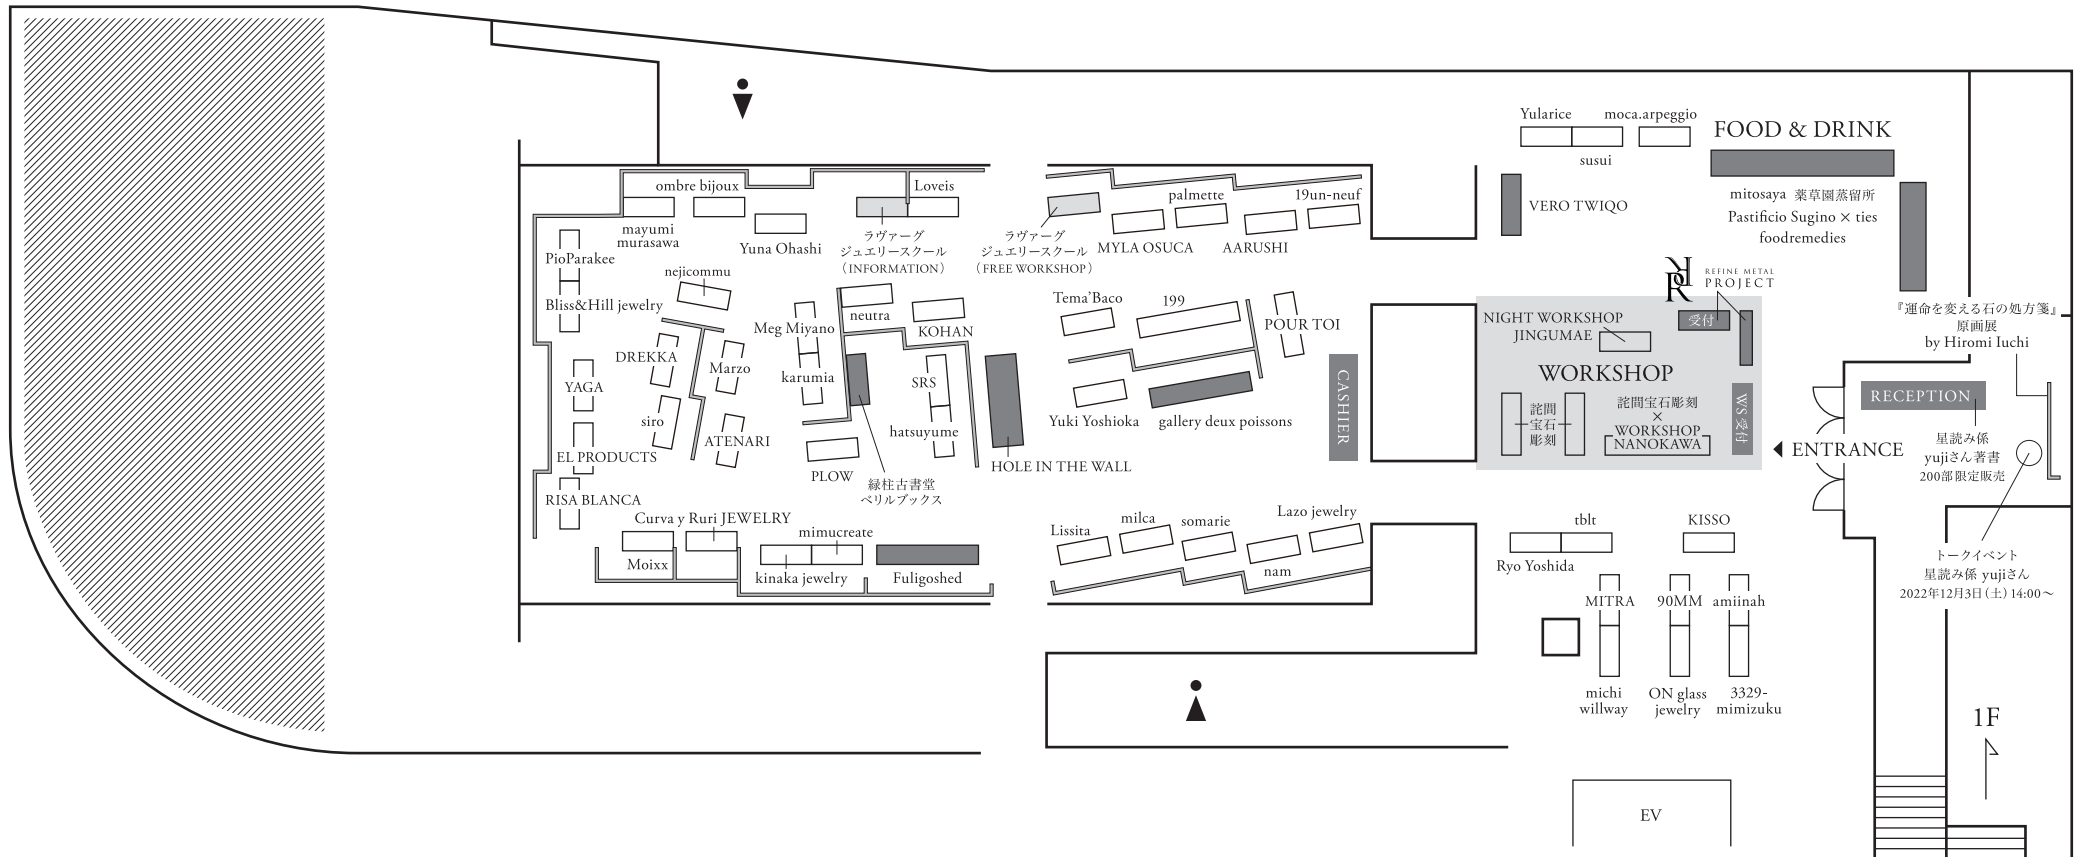 ombre bijoux
Loveis
mayumi
murasawa
Yuna Ohashi
ラヴァーグ
ジュエリースクール
（INFORMATION）
PioParakee
nejicommu
Bliss&Hill jewelry
neutra
KOHAN
Meg Miyano
DREKKA
Marzo
karumia
SRS
YAGA
siro
ATENARI
hatsuyume
EL PRODUCTS
PLOW
緑柱古書堂
ベリルブックス
HOLE IN THE WALL
RISA BLANCA
Curva y Ruri JEWELRY
mimucreate
Moixx
kinaka jewelry
Fuligoshed
ラヴァーグ
ジュエリースクール
（FREE WORKSHOP）
palmette
19un-neuf
MYLA OSUCA
AARUSHI
Tema'Baco
199
POUR TOI
Yuki Yoshioka
gallery deux poissons
CASHIER
Lissita
milca
somarie
Lazo jewelry
nam
Yularice
moca.arpeggio
susui
FOOD & DRINK
VERO TWIQO
mitosaya 薬草園蒸留所
Pastificio Sugino × ties
foodremedies
R
R
REFINE METAL
PROJECT
NIGHT WORKSHOP
JINGUMAE
受付
WORKSHOP
詫間
宝石
彫刻
詫間宝石彫刻
×
WORKSHOP
NANOKAWA
WS受付
『運命を変える石の処方箋』
原画展
by Hiromi Iuchi
RECEPTION
ENTRANCE
星読み係
yujiさん著書
200部限定販売
tblt
KISSO
Ryo Yoshida
MITRA
90MM
amiinah
michi
willway
ON glass
jewelry
3329-
mimizuku
トークイベント
星読み係 yujiさん
2022年12月3日（土）14:00〜
1F
EV